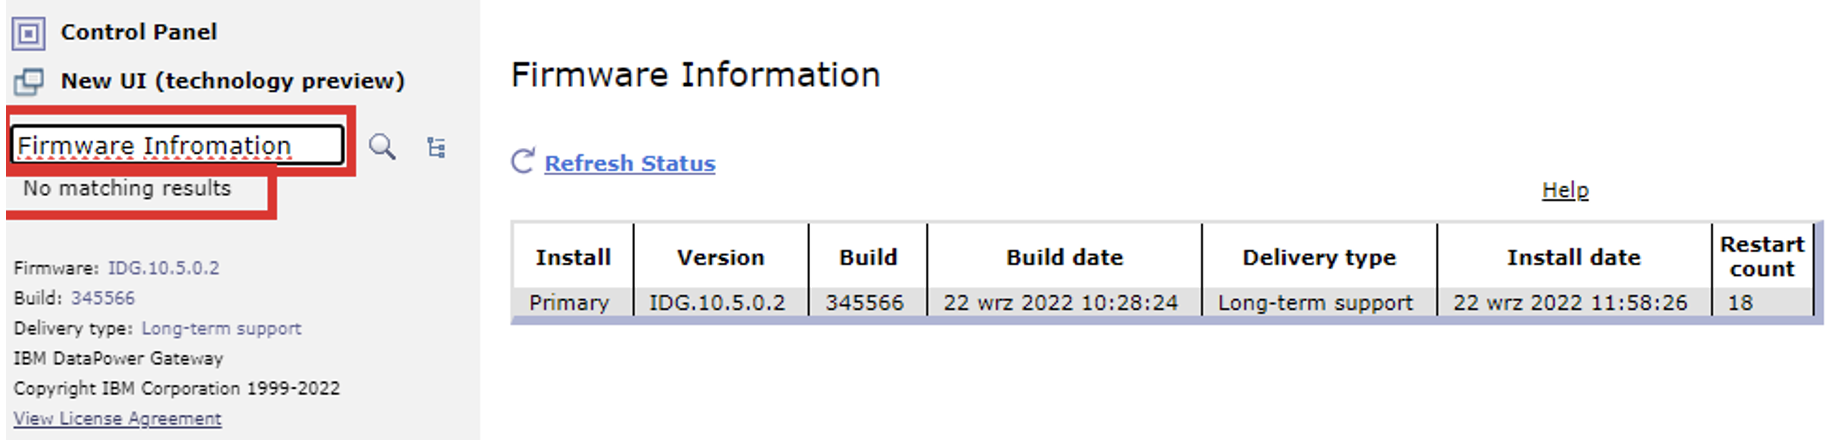 Control Panel
New UI (technology preview)
Firmware Infromation
No matching results
Firmware: IDG.10.5.0.2
Build: 345566
Delivery type: Long-term support
IBM DataPower Gateway
Copyright IBM Corporation 1999-2022
View License Agreement
Firmware Information
Refresh Status
Help
Install Version Build Build date Delivery type Install date Restart count
Primary IDG.10.5.0.2 345566 22 wrz 2022 10:28:24 Long-term support 22 wrz 2022 11:58:26 18